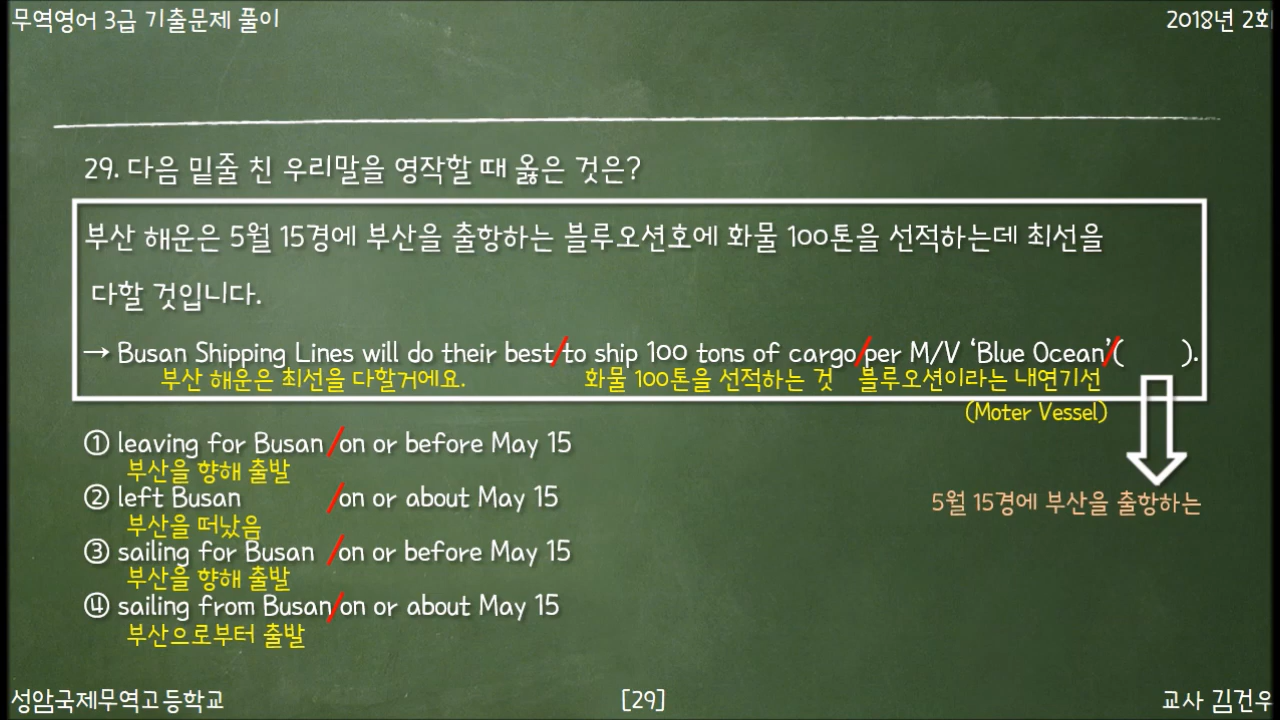 무역영어 3급 기출문제 풀이
2018년 2회
29. 다음 밑줄 친 우리말을 영작할 때 옳은 것은?
부산 해운은 5월 15경에 부산을 출항하는 블루오션호에 화물 100톤을 선적하는데 최선을
다할 것입니다.
→ Busan Shipping Lines will do their best/to ship 100 tons of cargo/per M/V ‘Blue Ocean’/( ).
부산 해운은 최선을 다할거에요. 화물 100톤을 선적하는 것 블루오션이라는 내연기선
(Moter Vessel)
① leaving for Busan/on or before May 15
부산을 향해 출발
② left Busan /on or about May 15
부산을 떠났음
5월 15경에 부산을 출항하는
③ sailing for Busan /on or before May 15
부산을 향해 출발
④ sailing from Busan/on or about May 15
부산으로부터 출발
성암국제무역고등학교
[29]
교사 김건우